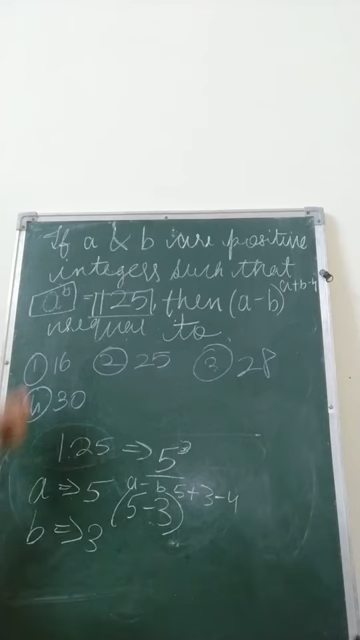 If a & b are positive
integers such that
a^b = 125, then (a-b)^(a+b-4)
is equal to
① 16 ② 25 ③ 28
④ 30
125 ⇒ 5^3
a ⇒ 5 a-b
b ⇒ 3 (5-3)^(5+3-4)